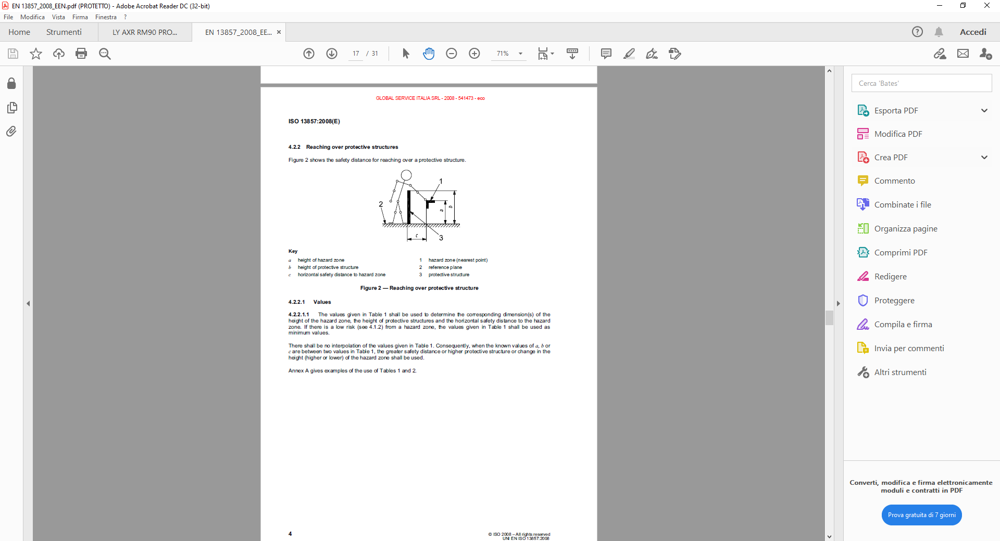 EN 13857_2008_EEN.pdf (PROTETTO) - Adobe Acrobat Reader DC (32-bit)
File Modifica Vista Firma Finestra ?
Home Strumenti LY AXR RM90 PRO... EN 13857_2008_EE... × Accedi
17 / 31 71%
Cerca 'Bates'
Esporta PDF
Modifica PDF
Crea PDF
Commento
Combinate i file
Organizza pagine
Comprimi PDF
Redigere
Proteggere
Compila e firma
Invia per commenti
Altri strumenti
Converti, modifica e firma elettronicamente
moduli e contratti in PDF
Prova gratuita di 7 giorni
GLOBAL SERVICE ITALIA SRL - 2008 - 541473 - eco
ISO 13857:2008(E)
4.2.2 Reaching over protective structures
Figure 2 shows the safety distance for reaching over a protective structure.
1
2
a
b
c
3
Key
a height of hazard zone 1 hazard zone (nearest point)
b height of protective structure 2 reference plane
c horizontal safety distance to hazard zone 3 protective structure
Figure 2 — Reaching over protective structure
4.2.2.1 Values
4.2.2.1.1 The values given in Table 1 shall be used to determine the corresponding dimension(s) of the
height of the hazard zone, the height of protective structures and the horizontal safety distance to the hazard
zone. If there is a low risk (see 4.1.2) from a hazard zone, the values given in Table 1 shall be used as
minimum values.
There shall be no interpolation of the values given in Table 1. Consequently, when the known values of a, b or
c are between two values in Table 1, the greater safety distance or higher protective structure or change in the
height (higher or lower) of the hazard zone shall be used.
Annex A gives examples of the use of Tables 1 and 2.
4
© ISO 2008 – All rights reserved
UNI EN ISO 13857:2008